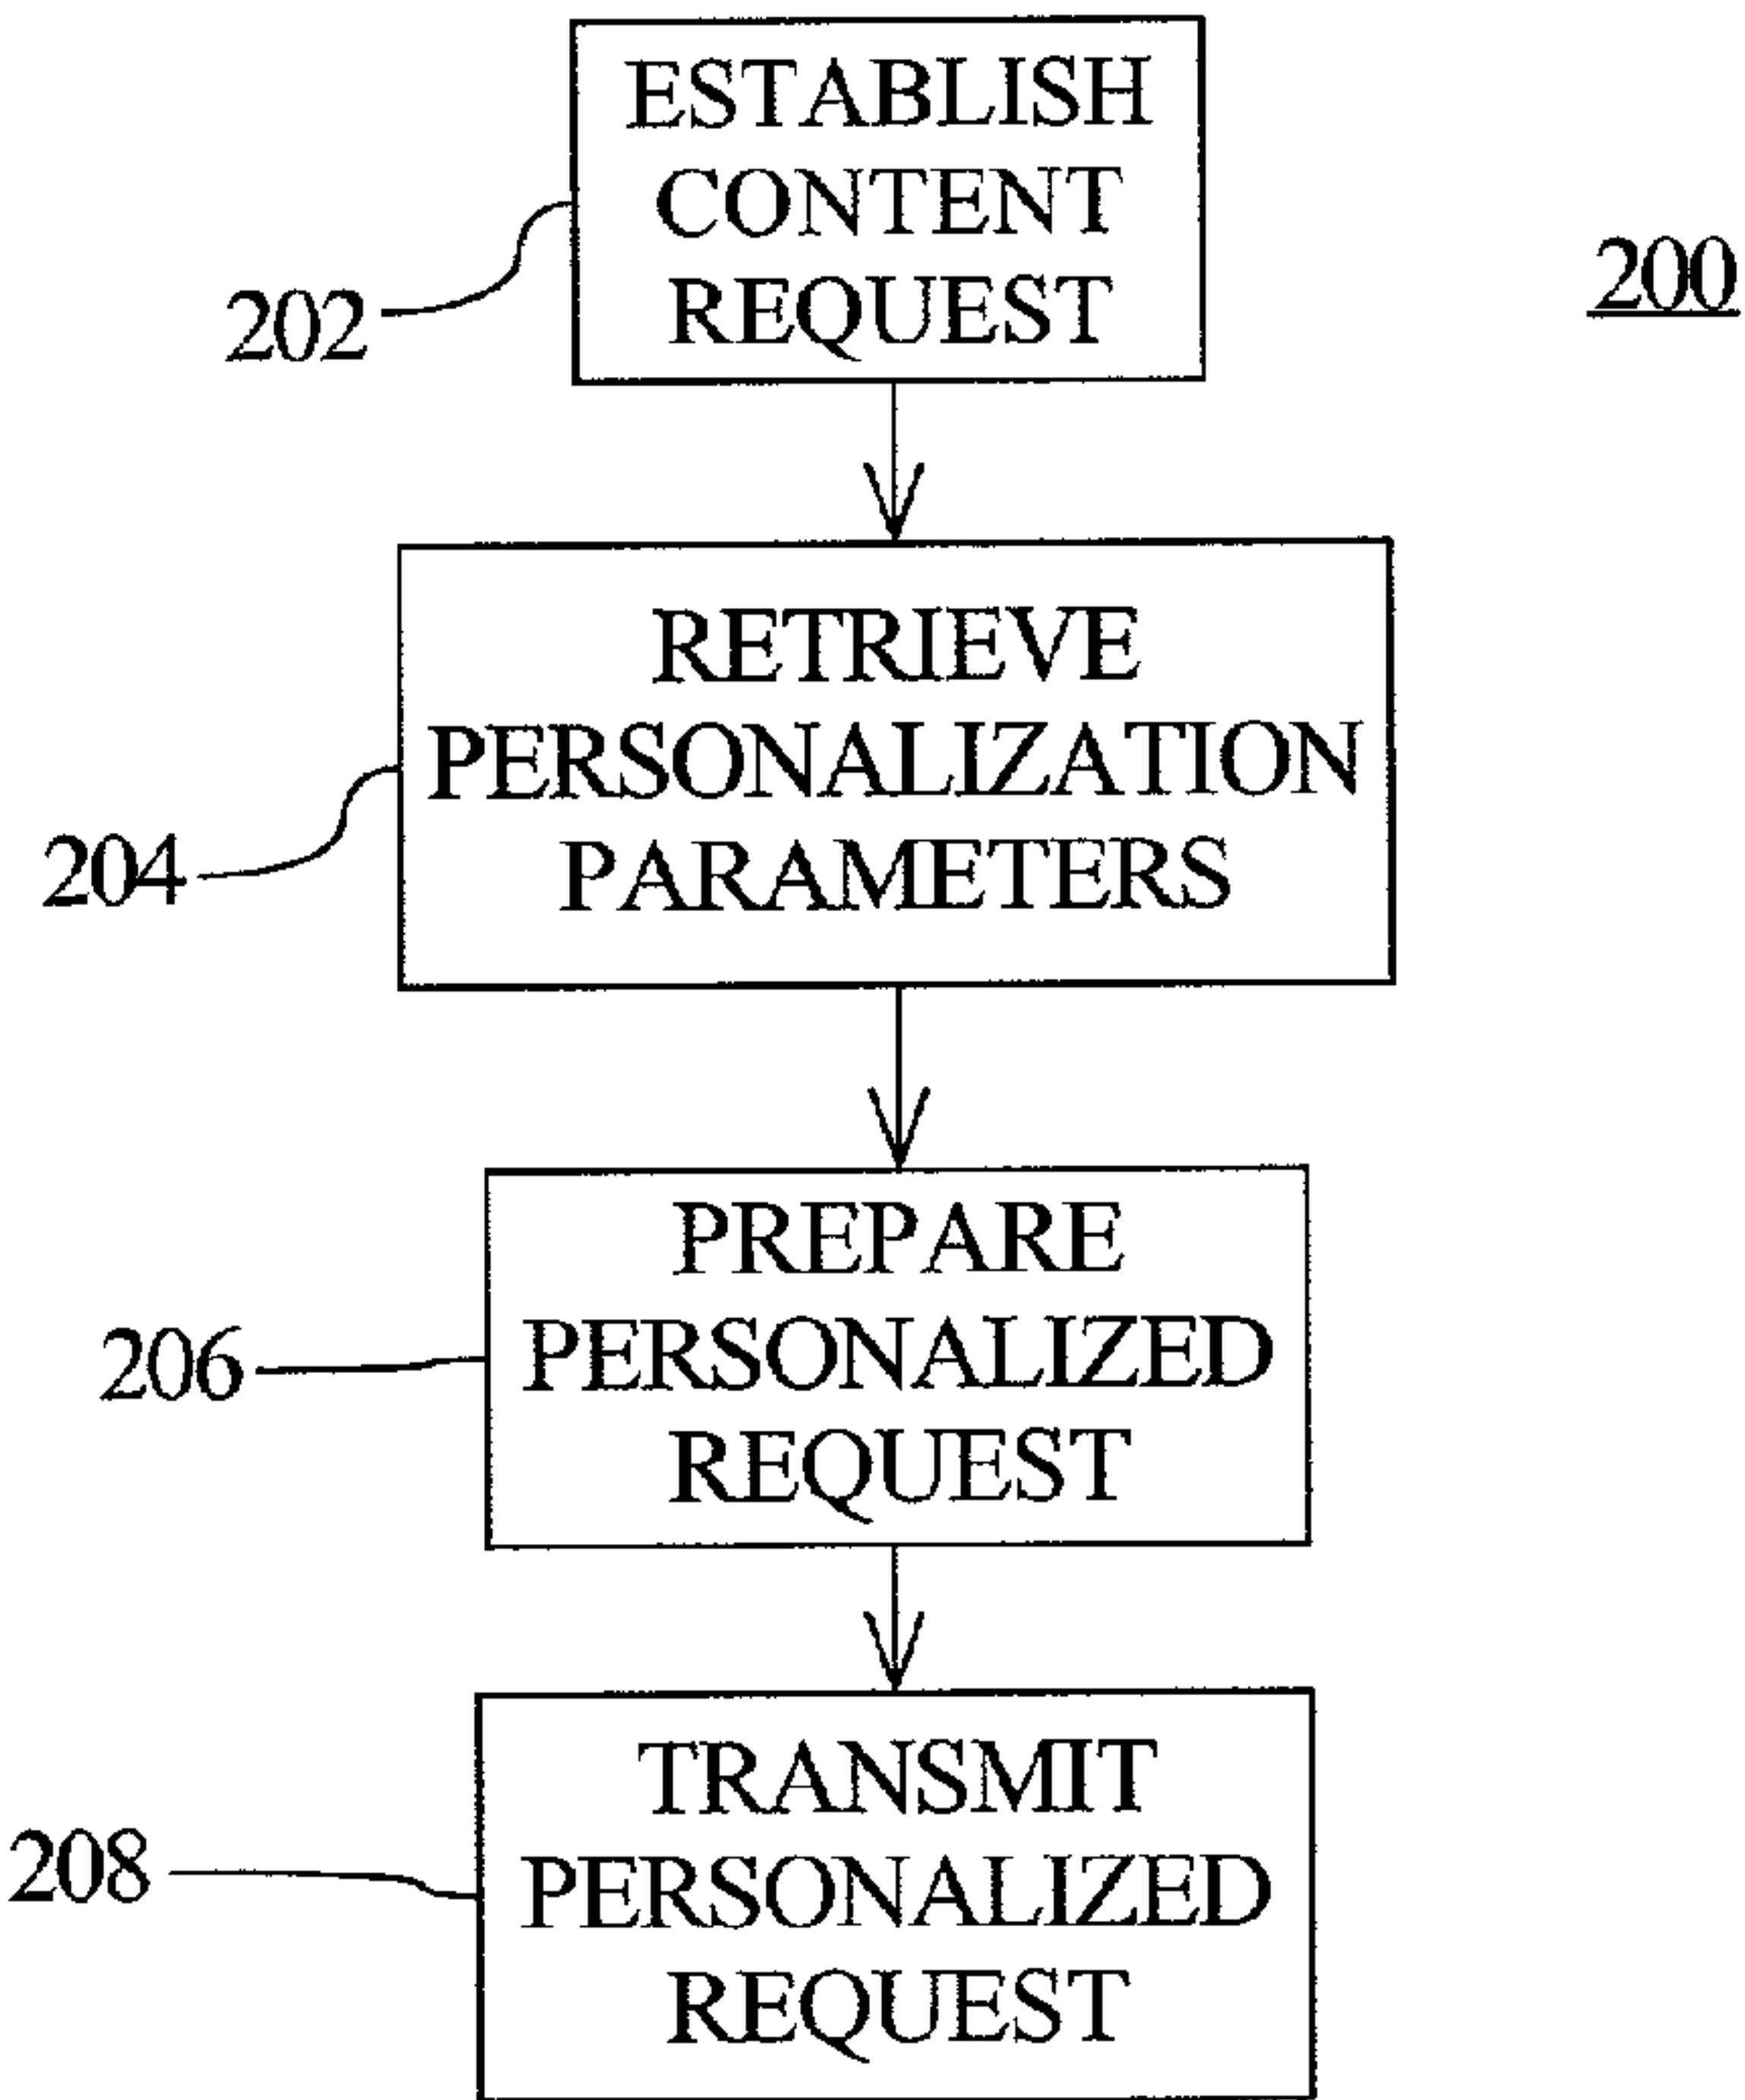 ESTABLISH
CONTENT
REQUEST
200
202
RETRIEVE
PERSONALIZATION
PARAMETERS
204
PREPARE
PERSONALIZED
REQUEST
206
TRANSMIT
PERSONALIZED
REQUEST
208